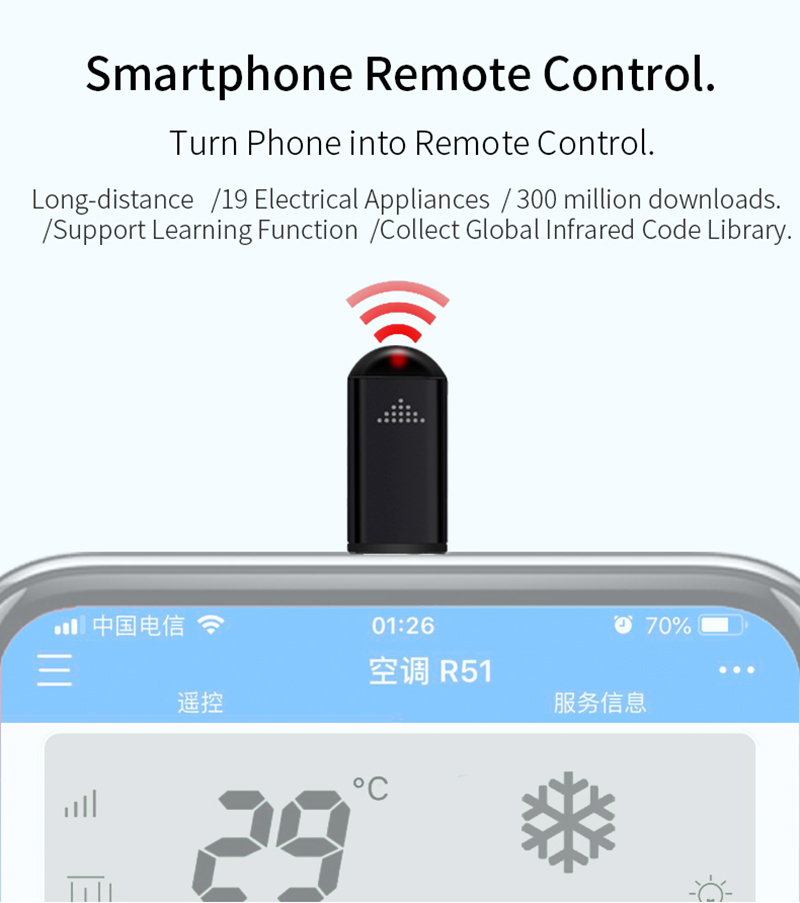 Smartphone Remote Control.
Turn Phone into Remote Control.
Long-distance /19 Electrical Appliances / 300 million downloads.
/Support Learning Function /Collect Global Infrared Code Library.
中国电信 01:26 70%
空调 R51
遥控 服务信息
29 °C